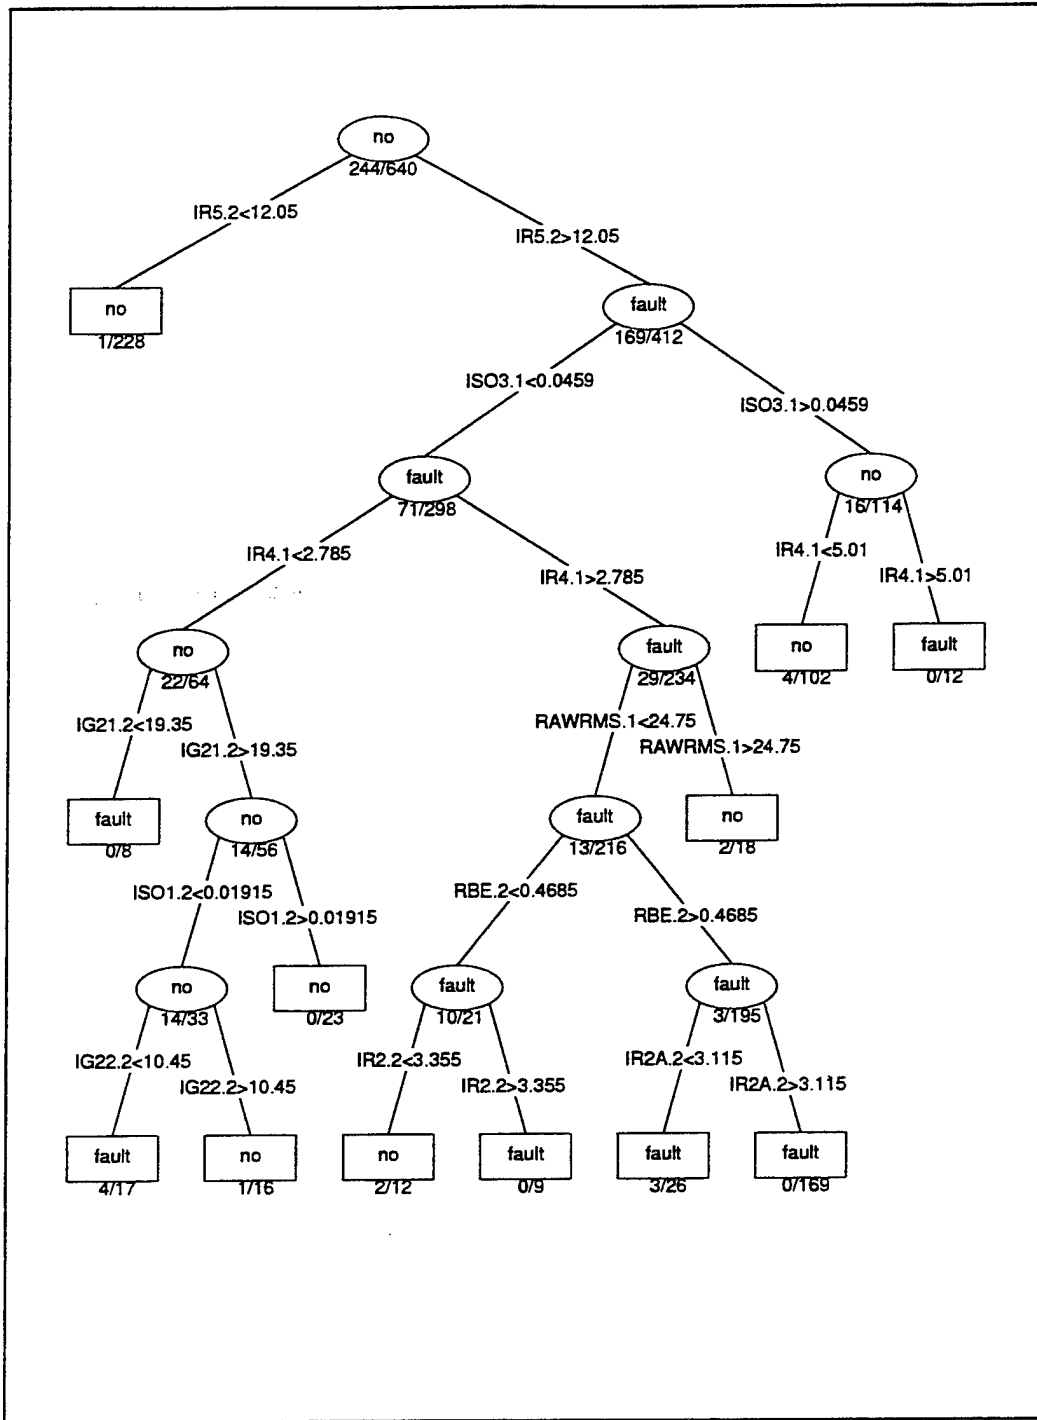 no
244/640
IR5.2<12.05
IR5.2>12.05
no
1/228
fault
169/412
ISO3.1<0.0459
ISO3.1>0.0459
fault
71/298
no
16/114
IR4.1<2.785
IR4.1>2.785
IR4.1<5.01
IR4.1>5.01
no
22/64
fault
29/234
no
4/102
fault
0/12
IG21.2<19.35
IG21.2>19.35
RAWRMS.1<24.75
RAWRMS.1>24.75
fault
0/8
no
14/56
fault
13/216
no
2/18
ISO1.2<0.01915
ISO1.2>0.01915
RBE.2<0.4685
RBE.2>0.4685
no
14/33
no
0/23
fault
10/21
fault
3/195
IG22.2<10.45
IG22.2>10.45
IR2.2<3.355
IR2.2>3.355
IR2A.2<3.115
IR2A.2>3.115
fault
4/17
no
1/16
no
2/12
fault
0/9
fault
3/26
fault
0/169